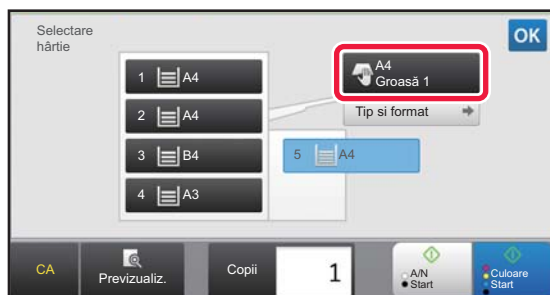 Selectare
hârtie
OK
1 A4
2 A4
3 B4
4 A3
A4
Groasă 1
Tip si format
5 A4
CA
Previzualiz.
Copii
1
A/N
Start
Culoare
Start